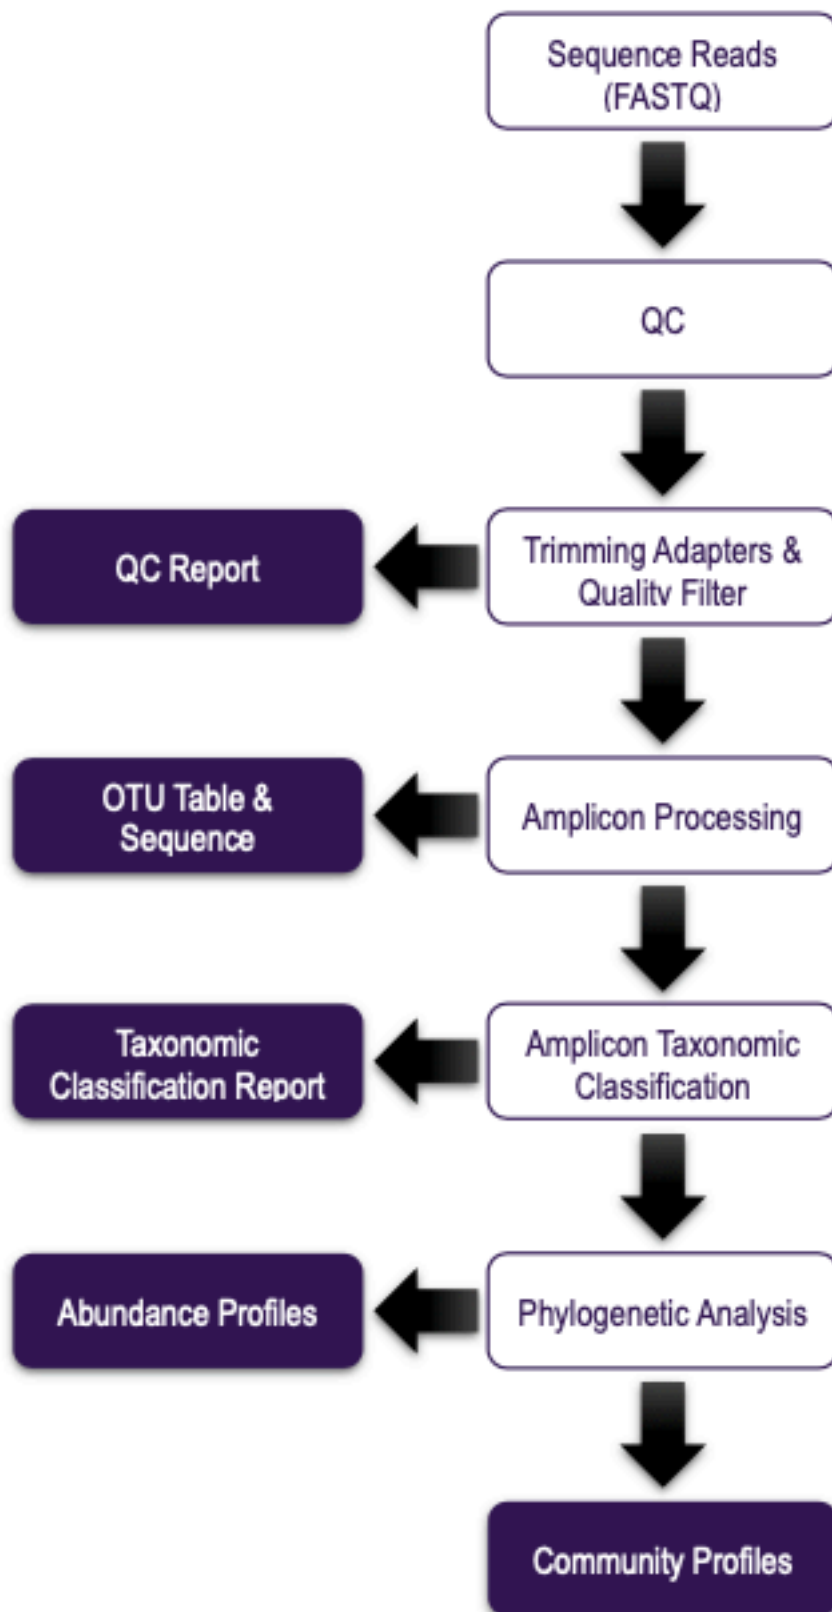 Sequence Reads
(FASTQ)
QC
QC Report
Trimming Adapters &
Quality Filter
OTU Table &
Sequence
Amplicon Processing
Taxonomic
Classification Report
Amplicon Taxonomic
Classification
Abundance Profiles
Phylogenetic Analysis
Community Profiles